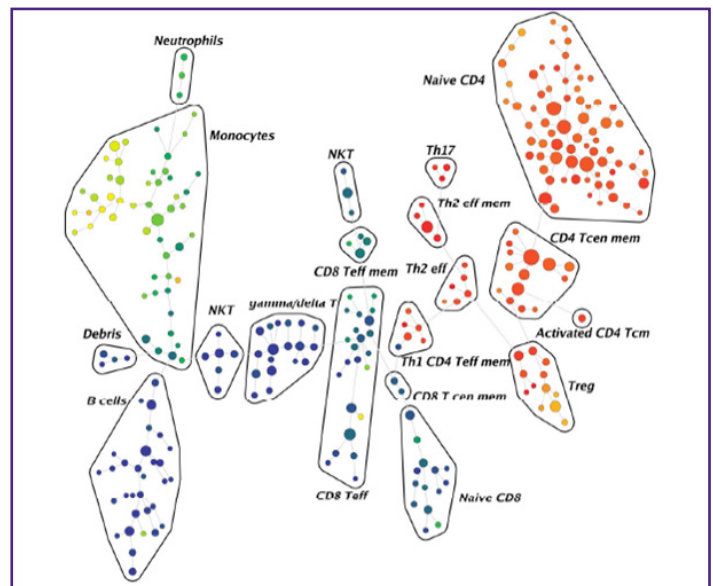 Neutrophils
Naive CD4
Monocytes
NKT
Th17
Th2 eff mem
CD4 Tcen mem
CD8 Teff mem
Th2 eff
gamma/delta T
NKT
Debris
Activated CD4 Tcm
Th1 CD4 Teff mem
Treg
B cells
CD8 T cen mem
CD8 Teff
Naive CD8